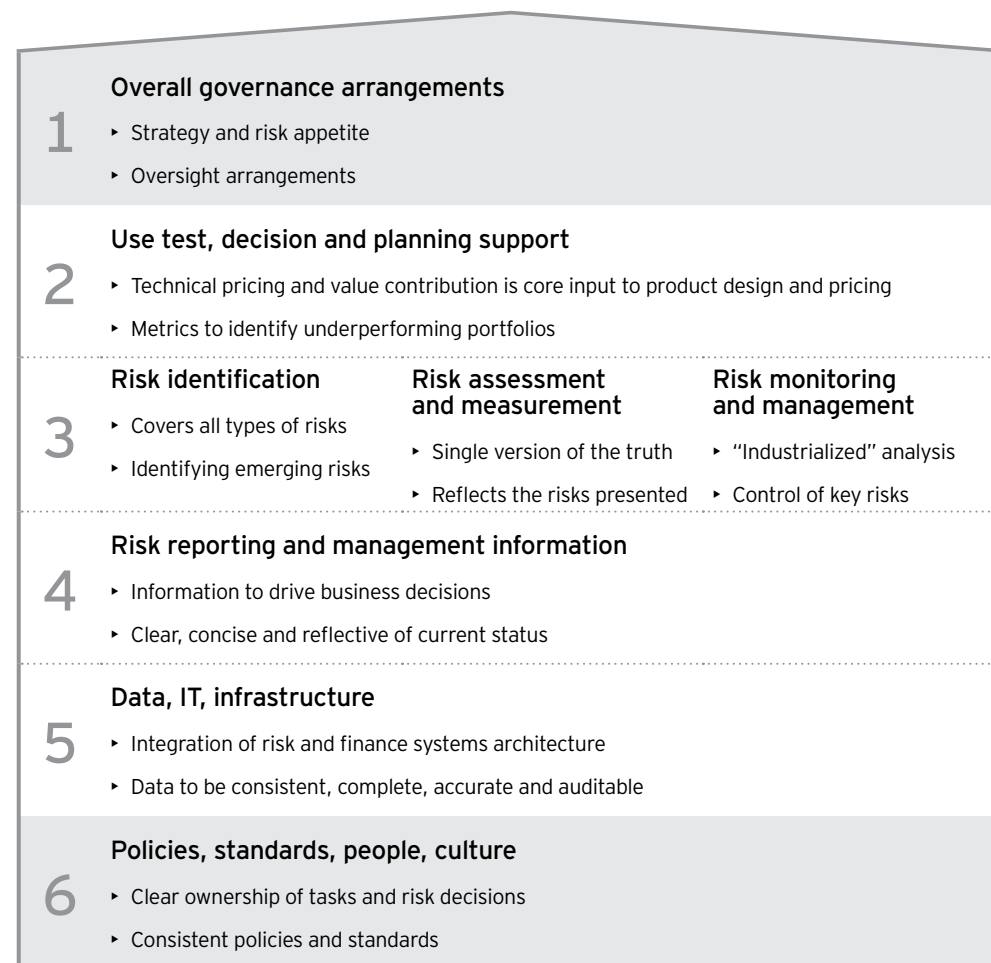 1
Overall governance arrangements
‣ Strategy and risk appetite
‣ Oversight arrangements
2
Use test, decision and planning support
‣ Technical pricing and value contribution is core input to product design and pricing
‣ Metrics to identify underperforming portfolios
3
Risk identification
‣ Covers all types of risks
‣ Identifying emerging risks
Risk assessment
and measurement
‣ Single version of the truth
‣ Reflects the risks presented
Risk monitoring
and management
‣ “Industrialized” analysis
‣ Control of key risks
4
Risk reporting and management information
‣ Information to drive business decisions
‣ Clear, concise and reflective of current status
5
Data, IT, infrastructure
‣ Integration of risk and finance systems architecture
‣ Data to be consistent, complete, accurate and auditable
6
Policies, standards, people, culture
‣ Clear ownership of tasks and risk decisions
‣ Consistent policies and standards